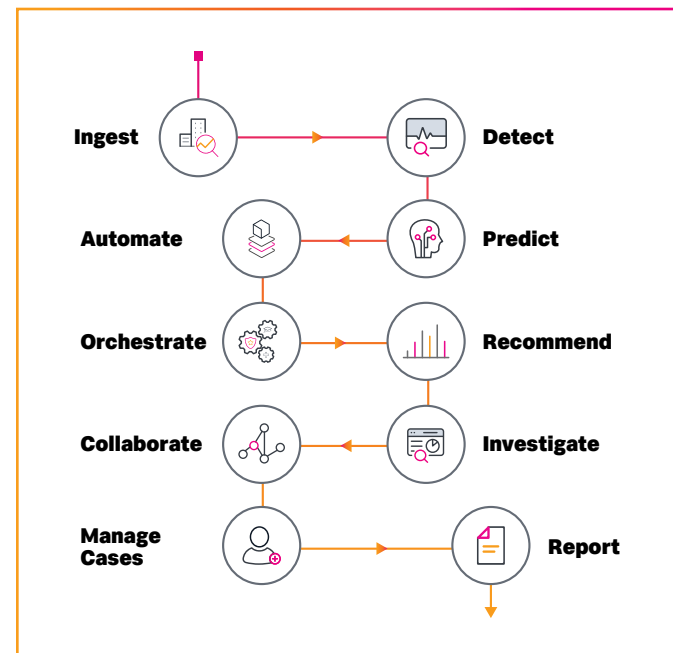 Ingest
Detect
Automate
Predict
Orchestrate
Recommend
Collaborate
Investigate
Manage
Cases
Report